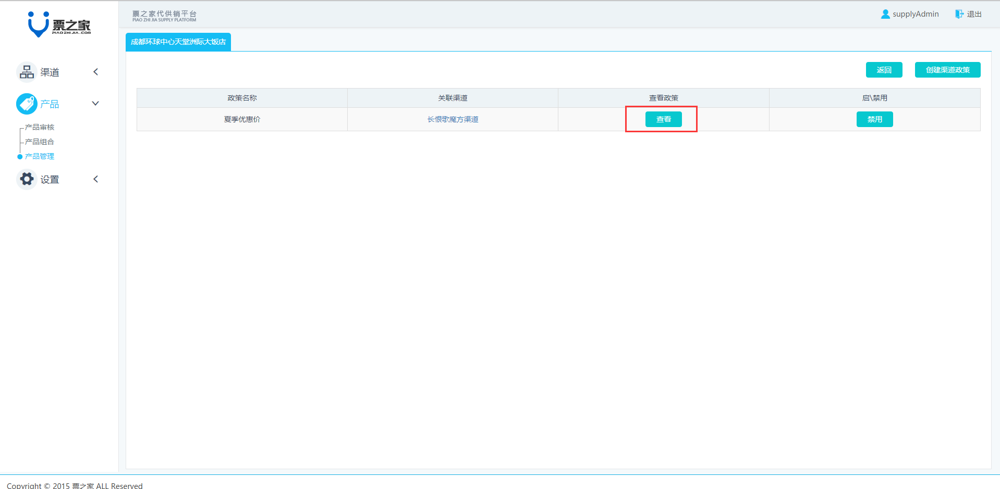 票之家
PIAOZHIJIA.COM
票之家代供销平台
PIAO ZHI JIA SUPPLY PLATFORM
supplyAdmin
退出
渠道
产品
产品审核
产品组合
产品管理
设置
成都环球中心天堂洲际大饭店
返回
创建渠道政策
政策名称 关联渠道 查看政策 启\禁用
夏季优惠价 长恨歌魔方渠道 查看 禁用
Copyright © 2015 票之家 ALL Reserved